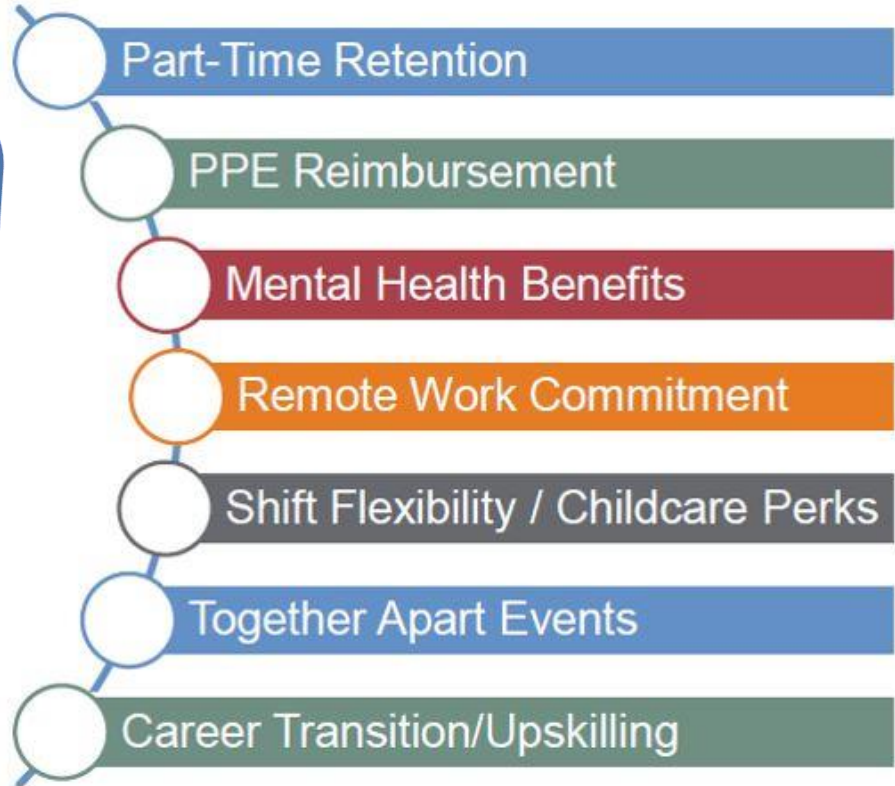 Part-Time Retention
PPE Reimbursement
Mental Health Benefits
Remote Work Commitment
Shift Flexibility / Childcare Perks
Together Apart Events
Career Transition/Upskilling